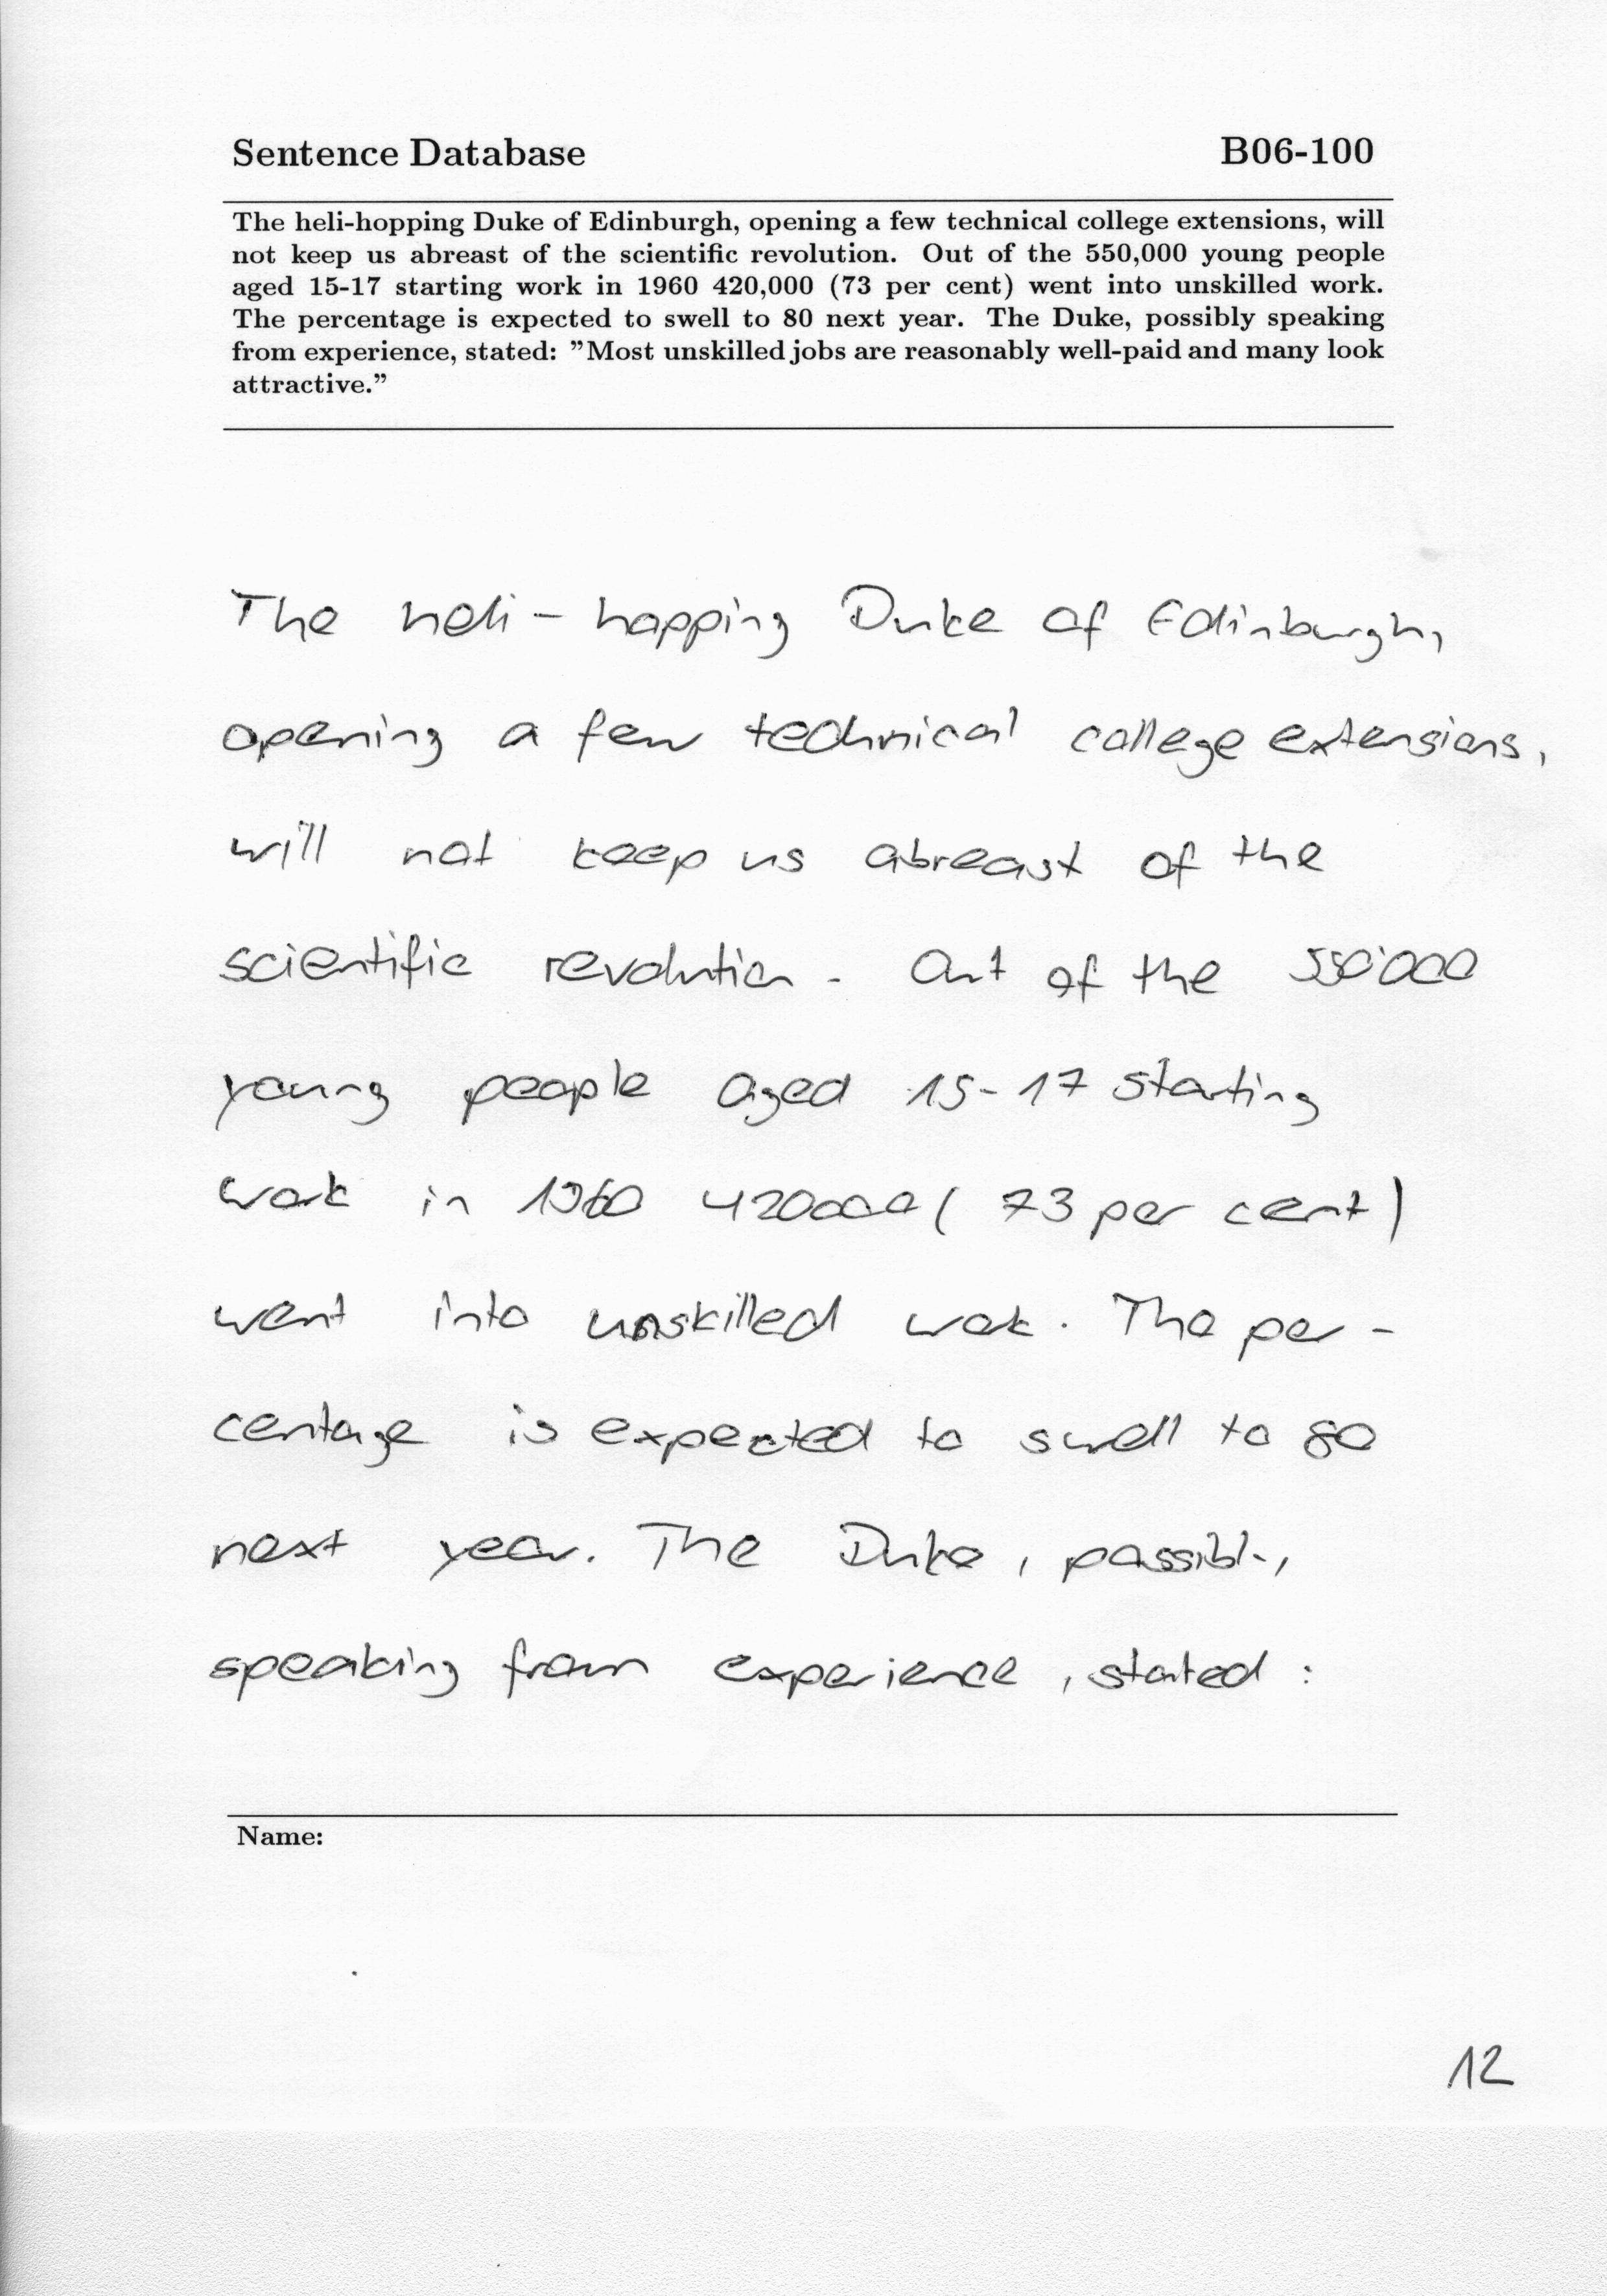 Sentence Database B06-100
The heli-hopping Duke of Edinburgh, opening a few technical college extensions, will
not keep us abreast of the scientific revolution. Out of the 550,000 young people
aged 15-17 starting work in 1960 420,000 (73 per cent) went into unskilled work.
The percentage is expected to swell to 80 next year. The Duke, possibly speaking
from experience, stated: ”Most unskilled jobs are reasonably well-paid and many look
attractive.”
The heli - hopping Duke of Edinburgh,
opening a few technical college extensions,
will not keep us abreast of the
scientific revolution. Out of the 550'000
young people aged 15-17 starting
work in 1960 420000 ( 73 per cent )
went into unskilled work. The per -
centage is expected to swell to 80
next year. The Duke, possibly,
speaking from experience, stated :
Name:
12